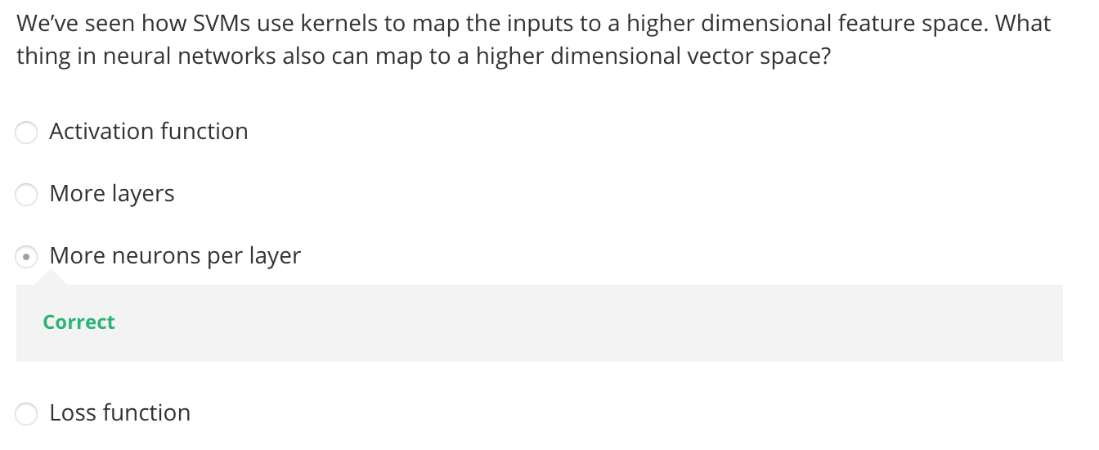 We’ve seen how SVMs use kernels to map the inputs to a higher dimensional feature space. What
thing in neural networks also can map to a higher dimensional vector space?
Activation function
More layers
More neurons per layer
Correct
Loss function